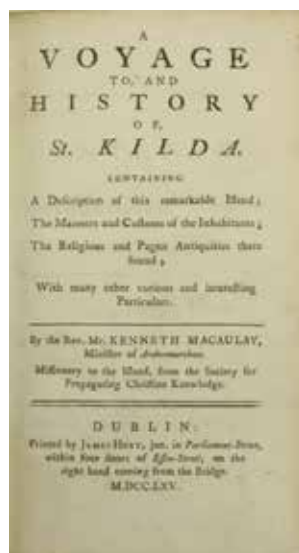 A
VOYAGE
TO, AND
HISTORY
OF,
St. KILDA.
CONTAINING
A Description of this remarkable Island;
The Manners and Customs of the Inhabitants;
The Religious and Pagan Antiquities there
found;
With many other curious and interesting
Particulars.
By the Rev. Mr. KENNETH MACAULAY,
Minister of Ardnamurchan.
Missionary to the Island, from the Society for
Propagating Christian Knowledge.
DUBLIN:
Printed by JAMES HOEY, jun. in Parliament-Street,
within four doors of Essex-Street, on the
right hand coming from the Bridge.
M.DCC.LXV.